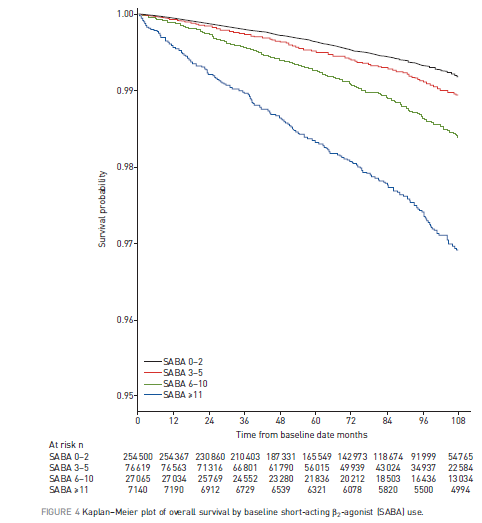 1.00
0.99
0.98
0.97
0.96
0.95
Survival probability
SABA 0–2
SABA 3–5
SABA 6–10
SABA ≥11
0 12 24 36 48 60 72 84 96 108
Time from baseline date months
At risk n
SABA 0–2 254500 254367 230860 210403 187331 165549 142973 118674 91999 54765
SABA 3–5 76619 76563 71316 66801 61790 56015 49939 43024 34937 22584
SABA 6–10 27065 27034 25769 24552 23280 21836 20212 18503 16436 13034
SABA ≥11 7140 7190 6912 6729 6539 6321 6078 5820 5500 4994
FIGURE 4 Kaplan–Meier plot of overall survival by baseline short-acting β₂-agonist (SABA) use.